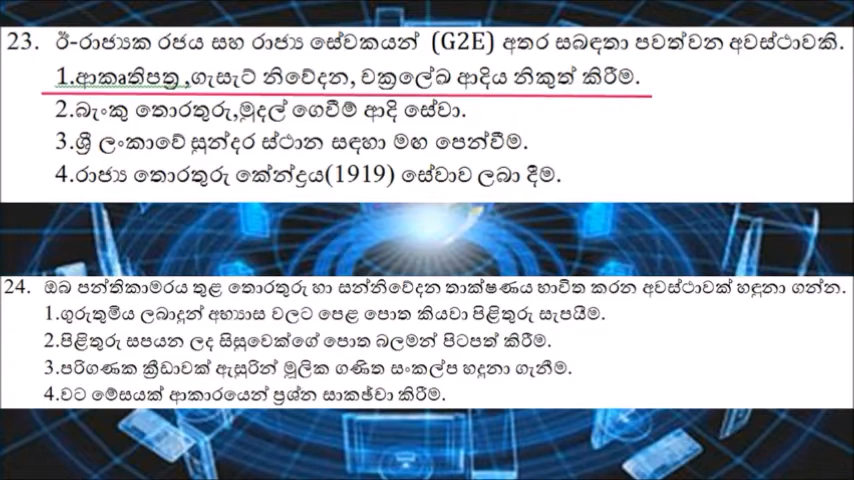 23. ඊ-රාජ්‍යක රජය සහ රාජ්‍ය සේවකයන් (G2E) අතර සබඳතා පවත්වන අවස්ථාවකි.
1.ආකෘතිපත්‍ර ,ගැසැට් නිවේදන, චක්‍රලේඛ ආදිය නිකුත් කිරීම.
2.බැංකු තොරතුරු,මුදල් ගෙවීම් ආදි සේවා.
3.ශ්‍රී ලංකාවේ සුන්දර ස්ථාන සඳහා මඟ පෙන්වීම.
4.රාජ්‍ය තොරතුරු කේන්ද්‍රය(1919) සේවාව ලබා දීම.
24. ඔබ පන්තිකාමරය තුළ තොරතුරු හා සන්නිවේදන තාක්ෂණය භාවිත කරන අවස්ථාවක් හඳුනා ගන්න.
1.ගුරුතුමිය ලබාදුන් අභ්‍යාස වලට පෙළ පොත කියවා පිළිතුරු සැපයීම.
2.පිළිතුරු සපයන ලද සිසුවෙක්ගේ පොත බලමන් පිටපත් කිරීම.
3.පරිගණක ක්‍රීඩාවක් ඇසුරින් මූලික ගණිත සංකල්ප හදුනා ගැනීම.
4.වට මේසයක් ආකාරයෙන් ප්‍රශ්න සාකඡ්චා කිරීම.